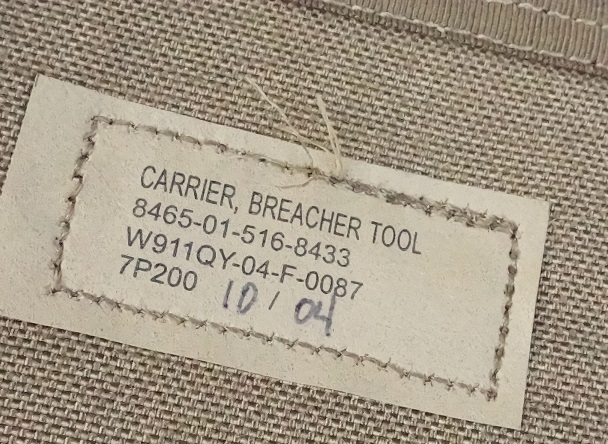 CARRIER, BREACHER TOOL
8465-01-516-8433
W911QY-04-F-0087
7P200 10 / 04